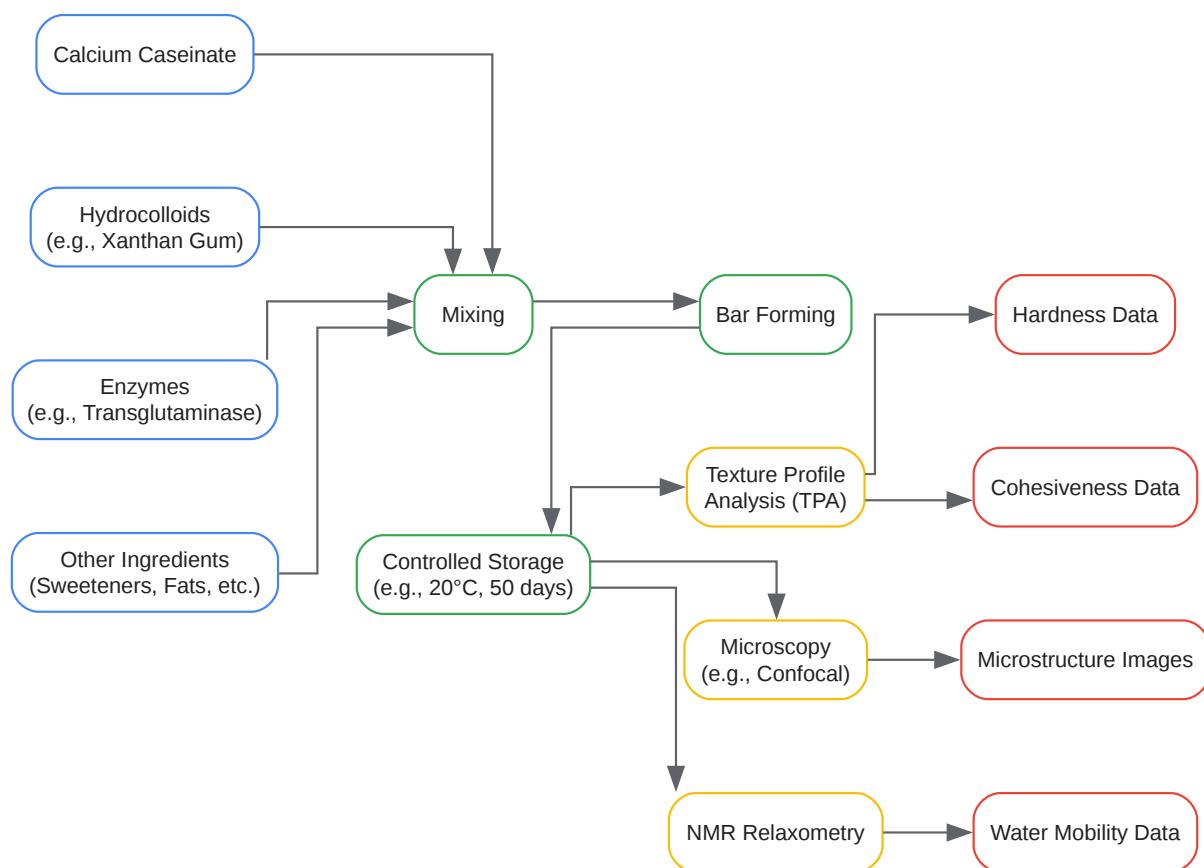 Calcium Caseinate
Hydrocolloids
(e.g., Xanthan Gum)
Mixing
Bar Forming
Hardness Data
Enzymes
(e.g., Transglutaminase)
Texture Profile
Analysis (TPA)
Cohesiveness Data
Other Ingredients
(Sweeteners, Fats, etc.)
Controlled Storage
(e.g., 20°C, 50 days)
Microscopy
(e.g., Confocal)
Microstructure Images
NMR Relaxometry
Water Mobility Data